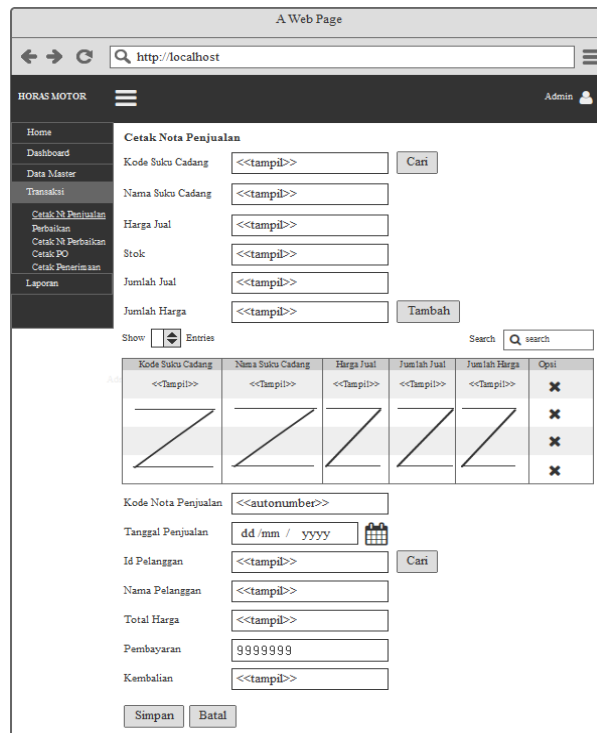 A Web Page
http://localhost
HORAS MOTOR
Admin
Home
Dashboard
Data Master
Transaksi
Cetak Nt Penjualan
Perbaikan
Cetak Nt Perbaikan
Cetak PO
Cetak Penerimaan
Laporan
Cetak Nota Penjualan
Kode Suku Cadang <<tampil>> Cari
Nama Suku Cadang <<tampil>>
Harga Jual <<tampil>>
Stok <<tampil>>
Jumlah Jual <<tampil>>
Jumlah Harga <<tampil>> Tambah
Show Entries Search search
Kode Suku Cadang Nama Suku Cadang Harga Jual Jumlah Jual Jumlah Harga Opsi
<<Tampil>> <<Tampil>> <<Tampil>> <<Tampil>> <<Tampil>>
Kode Nota Penjualan <<autonumber>>
Tanggal Penjualan dd /mm / yyyy
Id Pelanggan <<tampil>> Cari
Nama Pelanggan <<tampil>>
Total Harga <<tampil>>
Pembayaran 9999999
Kembalian <<tampil>>
Simpan Batal